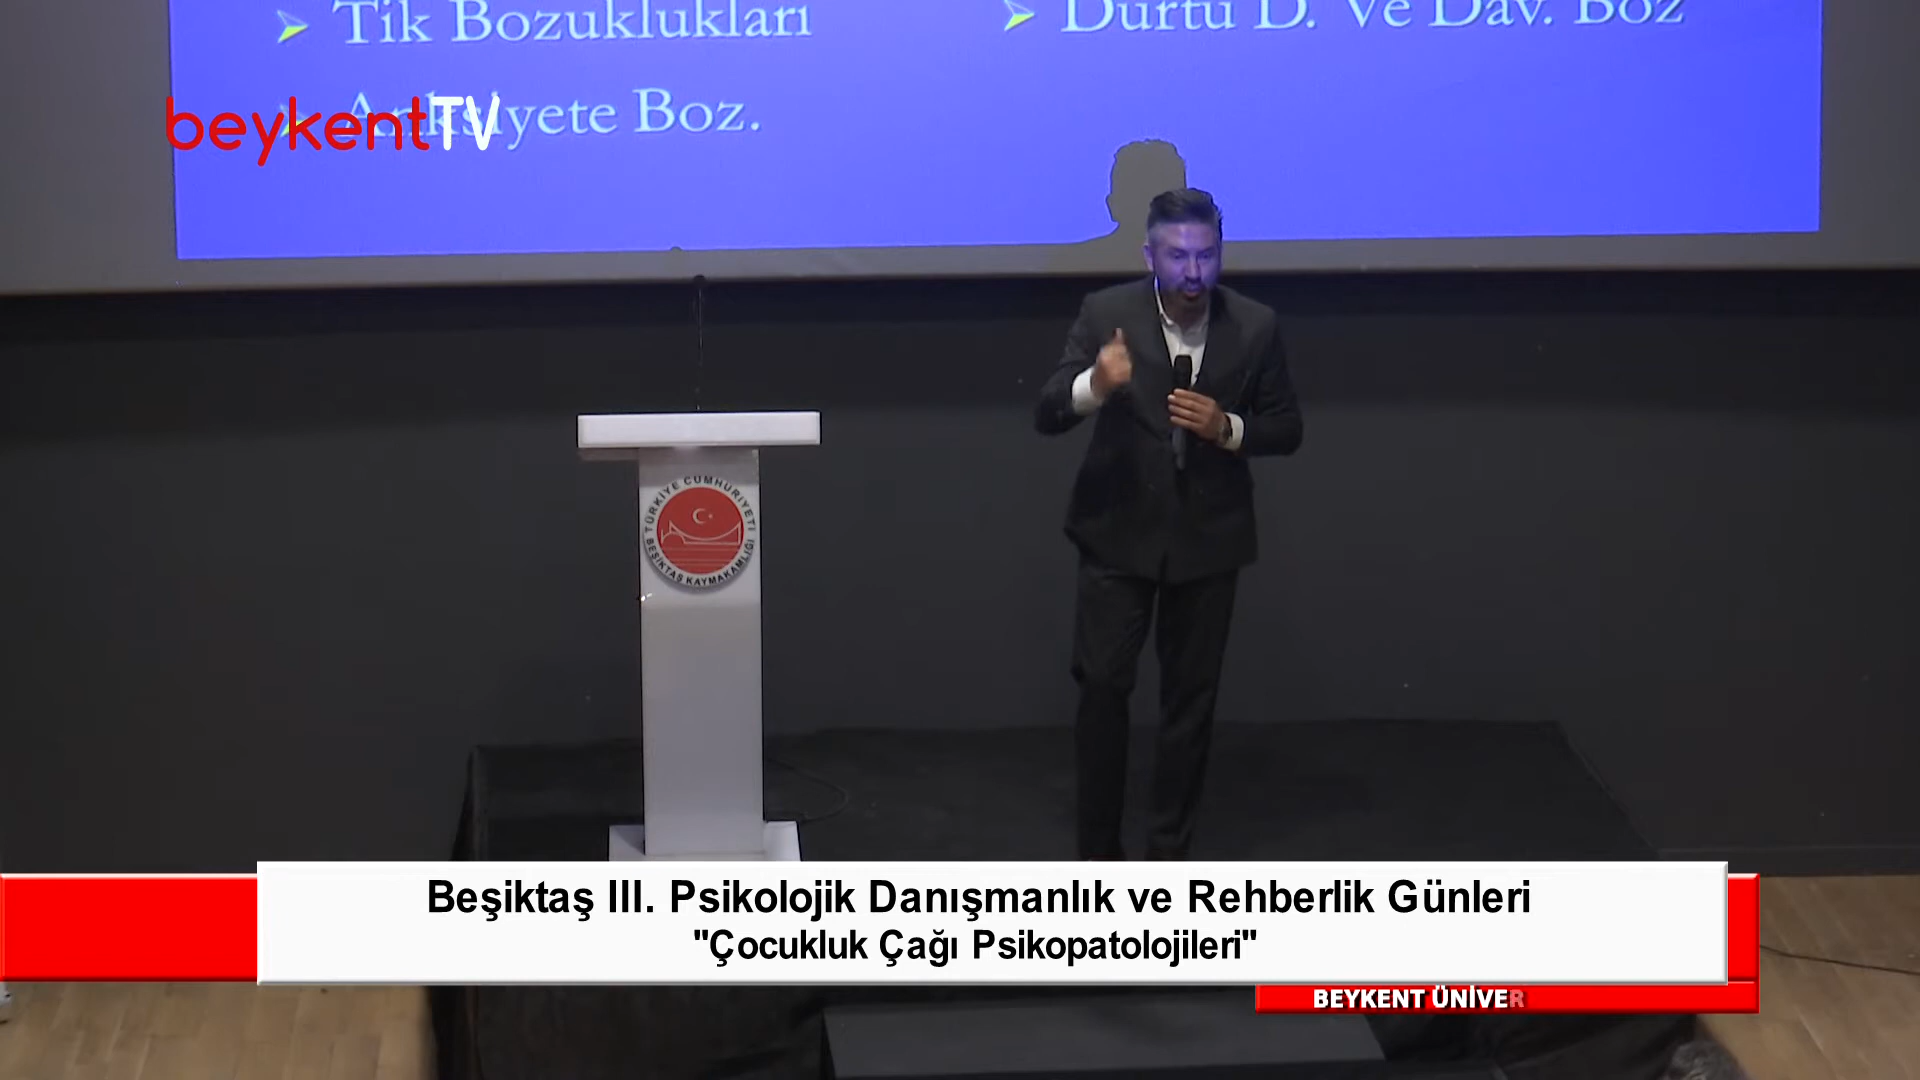 Tik Bozuklukları
Dürtü D. Ve Dav. Boz
Anksiyete Boz.
beykentTV
TÜRKİYE CUMHURİYETİ
BEŞİKTAŞ KAYMAKAMLIĞI
Beşiktaş III. Psikolojik Danışmanlık ve Rehberlik Günleri
"Çocukluk Çağı Psikopatolojileri"
BEYKENT ÜNİVER